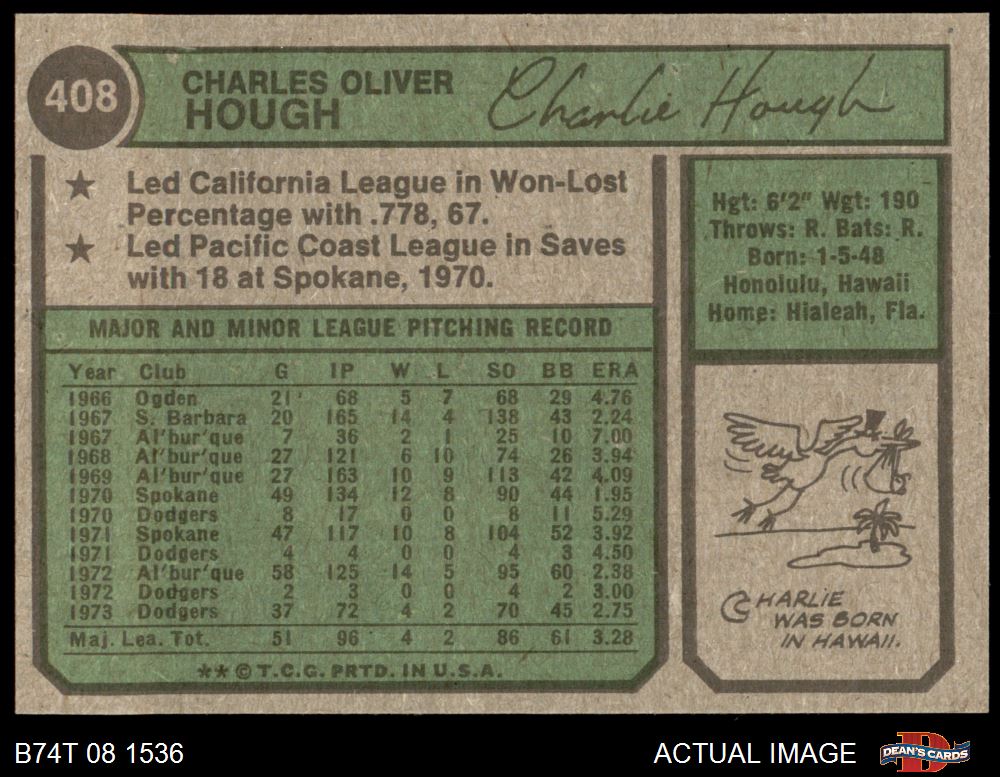 408
CHARLES OLIVER
HOUGH
Charlie Hough
★ Led California League in Won-Lost
Percentage with .778, 67.
★ Led Pacific Coast League in Saves
with 18 at Spokane, 1970.
MAJOR AND MINOR LEAGUE PITCHING RECORD
Year Club G IP W L SO BB ERA
1966 Ogden 21 68 5 7 68 29 4.76
1967 S. Barbara 20 165 14 4 138 43 2.24
1967 Al'bur'que 7 36 2 1 25 10 7.00
1968 Al'bur'que 27 121 6 10 74 26 3.94
1969 Al'bur'que 27 163 10 9 113 42 4.09
1970 Spokane 49 134 12 8 90 44 1.95
1970 Dodgers 8 17 0 0 8 11 5.29
1971 Spokane 47 117 10 8 104 52 3.92
1971 Dodgers 4 4 0 0 4 3 4.50
1972 Al'bur'que 58 125 14 5 95 60 2.38
1972 Dodgers 2 3 0 0 4 2 3.00
1973 Dodgers 37 72 4 2 70 45 2.75
Maj. Lea. Tot. 51 96 4 2 86 61 3.28
**© T.C.G. PRTD. IN U.S.A.
Hgt: 6'2" Wgt: 190
Throws: R. Bats: R.
Born: 1-5-48
Honolulu, Hawaii
Home: Hialeah, Fla.
CHARLIE
WAS BORN
IN HAWAII.
B74T 08 1536
ACTUAL IMAGE
DEAN'S CARDS